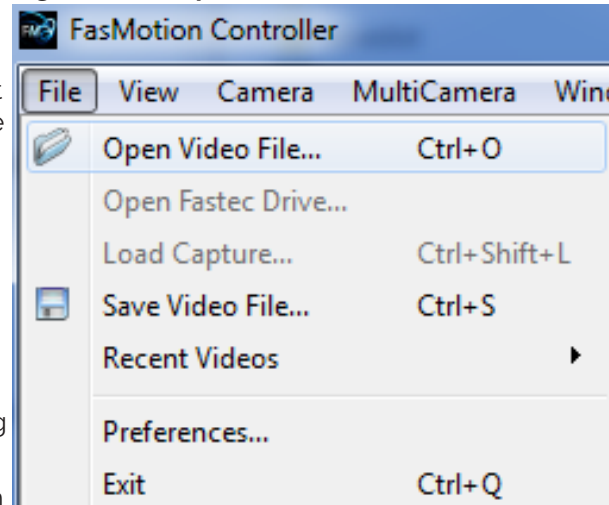 FasMotion Controller
File View Camera MultiCamera
Open Video File... Ctrl+O
Open Fastec Drive...
Load Capture... Ctrl+Shift+L
Save Video File... Ctrl+S
Recent Videos
Preferences...
Exit Ctrl+Q